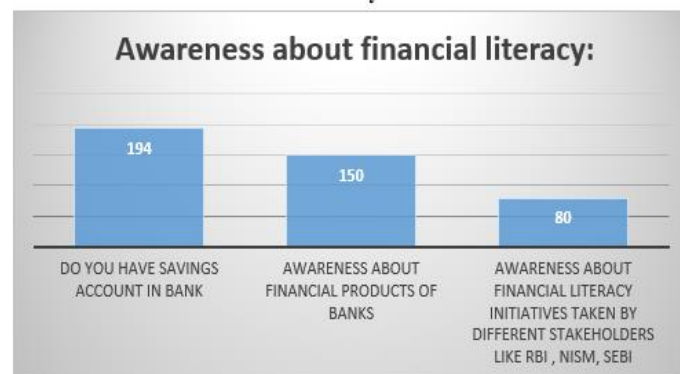 Awareness about financial literacy:
194
150
80
DO YOU HAVE SAVINGS
ACCOUNT IN BANK
AWARENESS ABOUT
FINANCIAL PRODUCTS OF
BANKS
AWARENESS ABOUT
FINANCIAL LITERACY
INITIATIVES TAKEN BY
DIFFERENT STAKEHOLDERS
LIKE RBI , NISM, SEBI